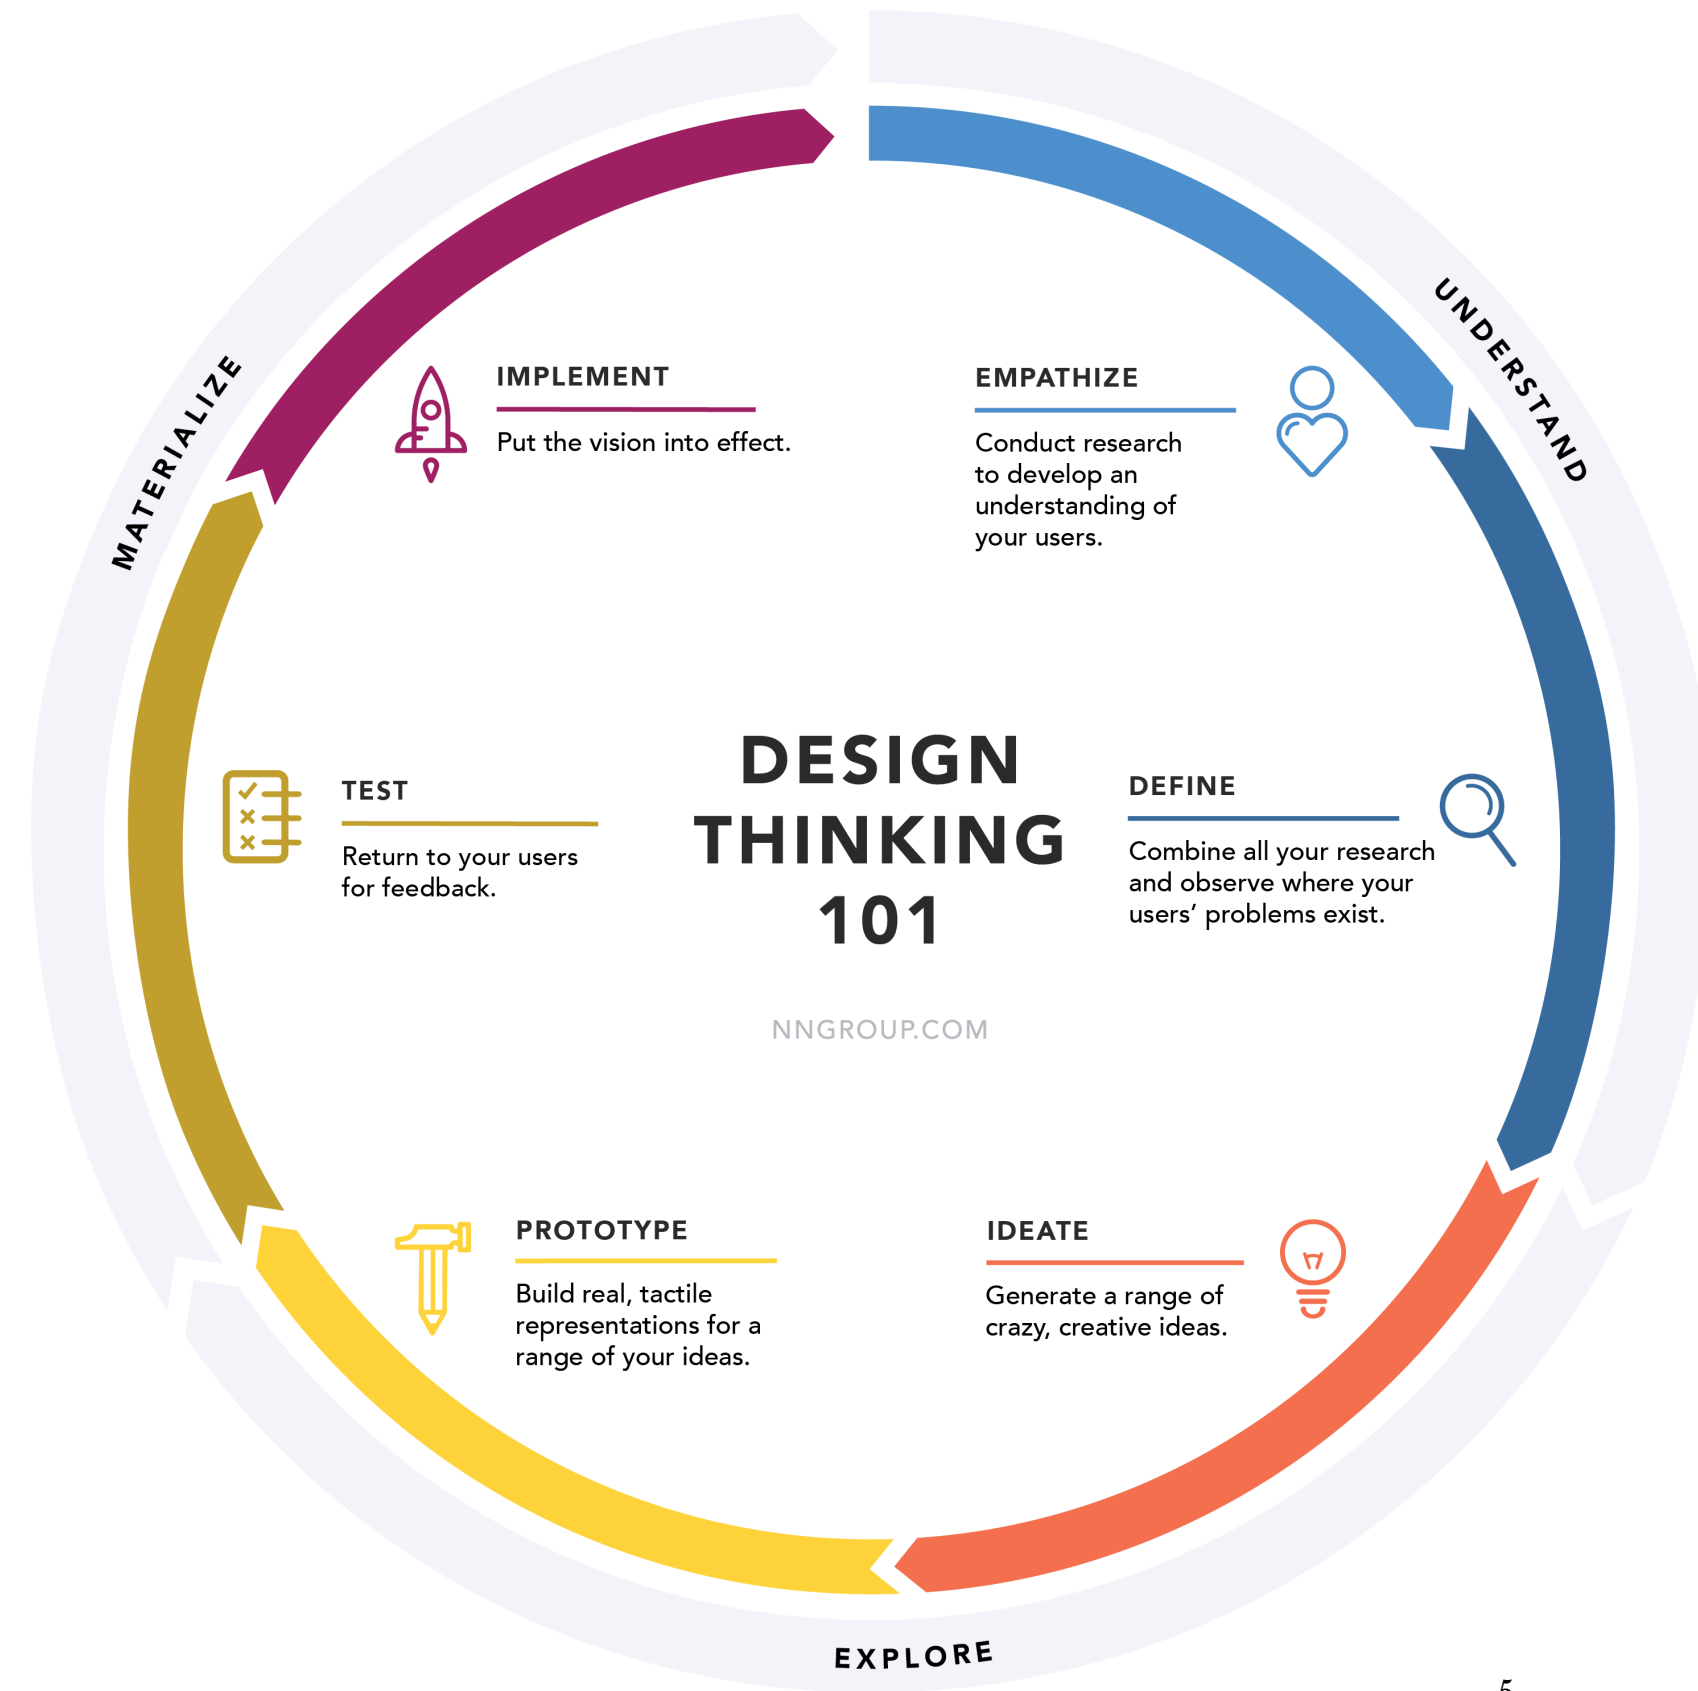 UNDERSTAND
EMPATHIZE
Conduct research
to develop an
understanding of
your users.
DEFINE
Combine all your research
and observe where your
users’ problems exist.
EXPLORE
IDEATE
Generate a range of
crazy, creative ideas.
PROTOTYPE
Build real, tactile
representations for a
range of your ideas.
MATERIALIZE
TEST
Return to your users
for feedback.
IMPLEMENT
Put the vision into effect.
DESIGN
THINKING
101
NNGROUP.COM
5